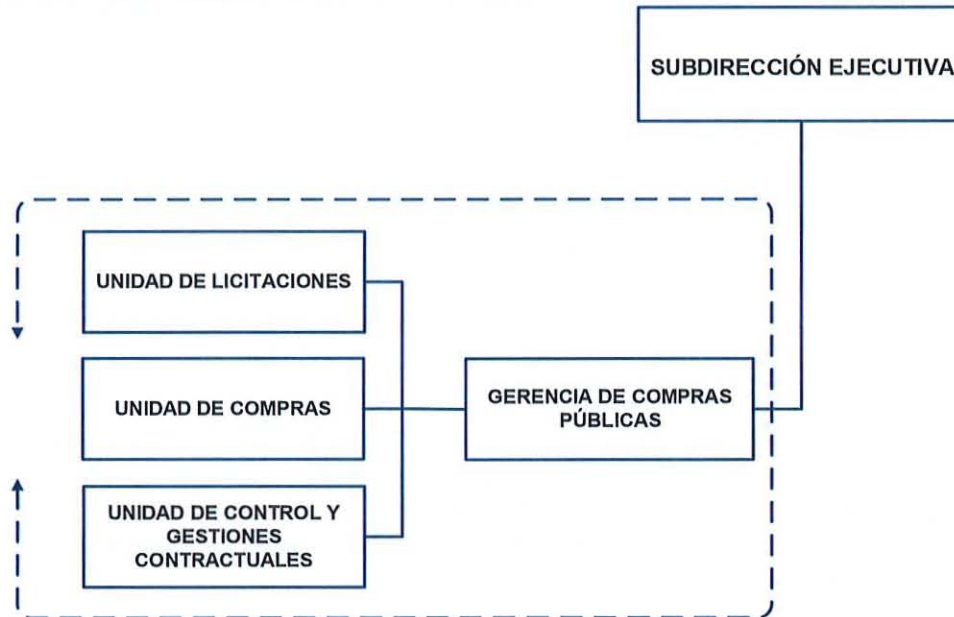 SUBDIRECCIÓN EJECUTIVA
UNIDAD DE LICITACIONES
UNIDAD DE COMPRAS
GERENCIA DE COMPRAS
PÚBLICAS
UNIDAD DE CONTROL Y
GESTIONES
CONTRACTUALES